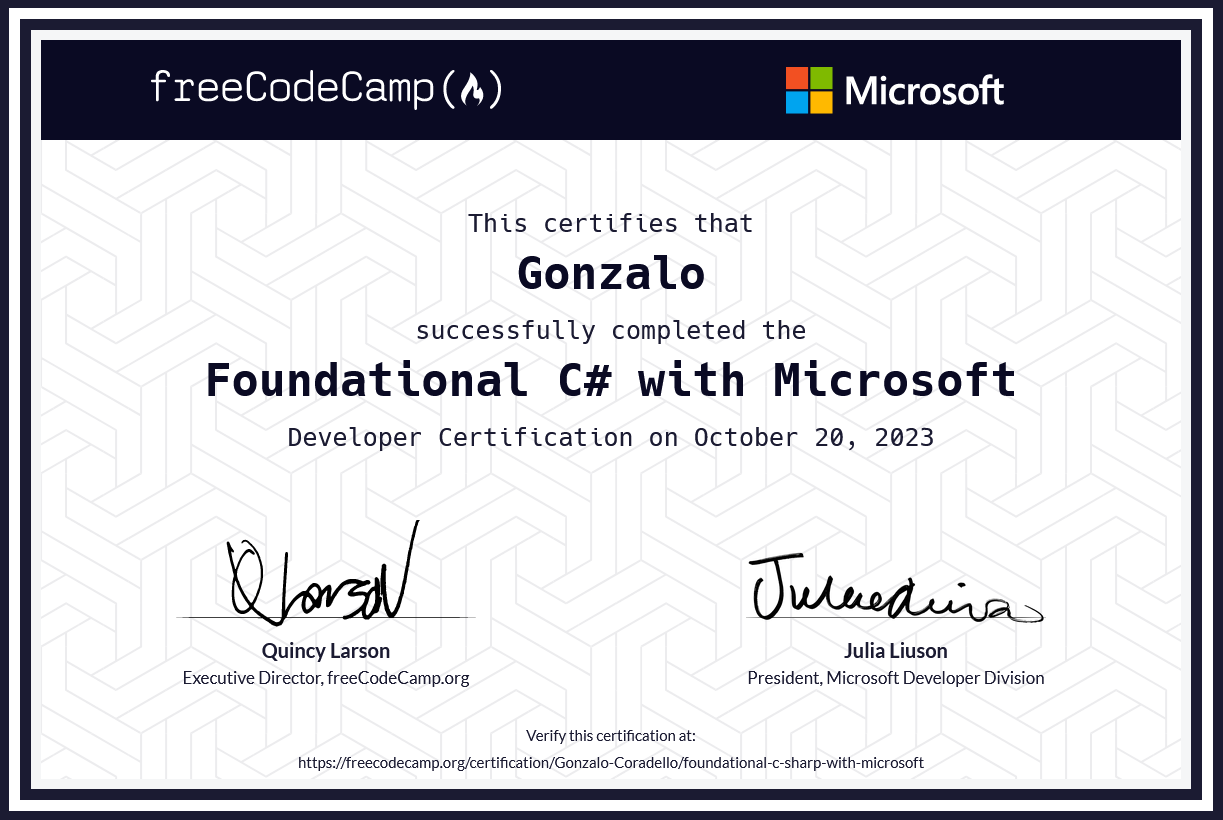 freeCodeCamp(🔥)
Microsoft
This certifies that
Gonzalo
successfully completed the
Foundational C# with Microsoft
Developer Certification on October 20, 2023
Quincy Larson
Executive Director, freeCodeCamp.org
Julia Liuson
President, Microsoft Developer Division
Verify this certification at:
https://freecodecamp.org/certification/Gonzalo-Coradello/foundational-c-sharp-with-microsoft